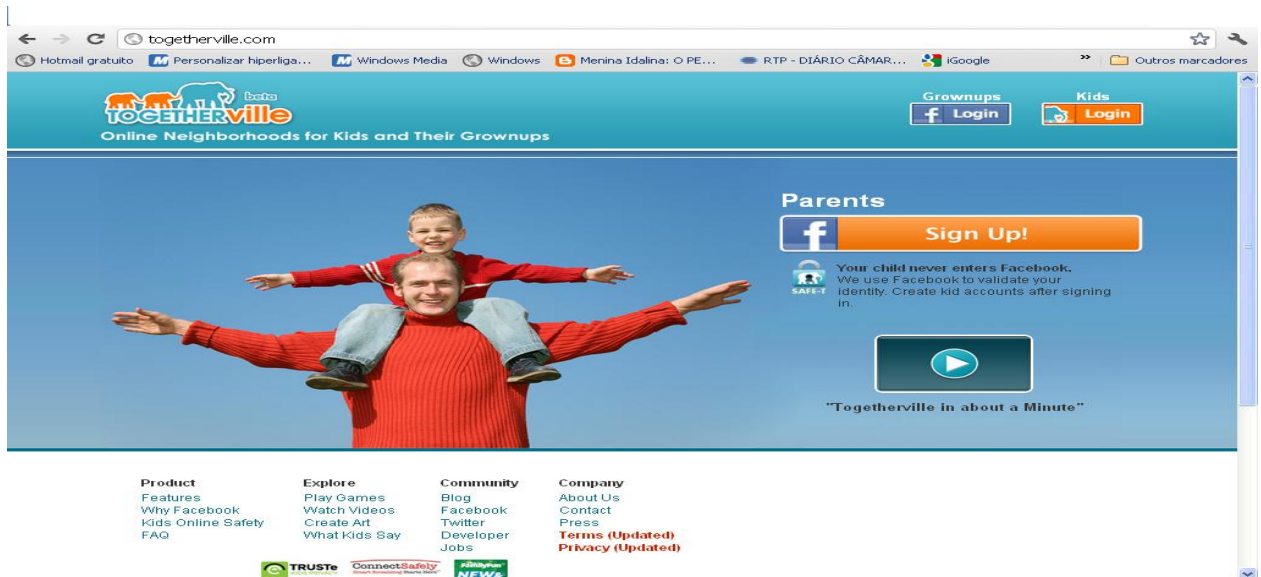 togetherville.com
Hotmail gratuito Personalizar hiperliga... Windows Media Windows Menina Idalina: O PE... RTP - DIÁRIO CÂMAR... iGoogle » Outros marcadores
beta
TOGETHERville
Online Neighborhoods for Kids and Their Grownups
Grownups Kids
f Login Login
Parents
f Sign Up!
Your child never enters Facebook.
We use Facebook to validate your
SAFE-T identity. Create kid accounts after signing
in.
"Togetherville in about a Minute"
Product Explore Community Company
Features Play Games Blog About Us
Why Facebook Watch Videos Facebook Contact
Kids Online Safety Create Art Twitter Press
FAQ What Kids Say Developer Terms (Updated)
Jobs Privacy (Updated)
TRUSTe ConnectSafely FamilyFun
NEWs